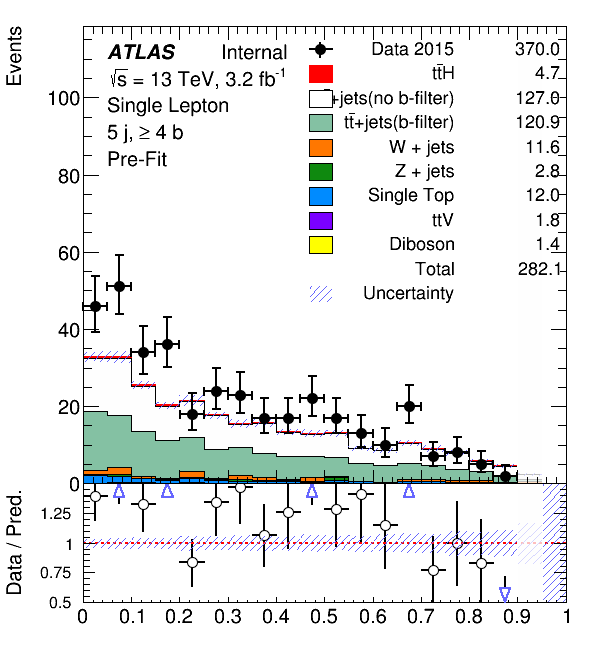 Events
ATLAS Internal
√s = 13 TeV, 3.2 fb⁻¹
Single Lepton
5 j, ≥ 4 b
Pre-Fit
Data 2015 370.0
tt̄H 4.7
+jets(no b-filter) 127.0
tt̄+jets(b-filter) 120.9
W + jets 11.6
Z + jets 2.8
Single Top 12.0
ttV 1.8
Diboson 1.4
Total 282.1
Uncertainty
100
80
60
40
20
0
Data / Pred.
1.25
1
0.75
0.5
0 0.1 0.2 0.3 0.4 0.5 0.6 0.7 0.8 0.9 1